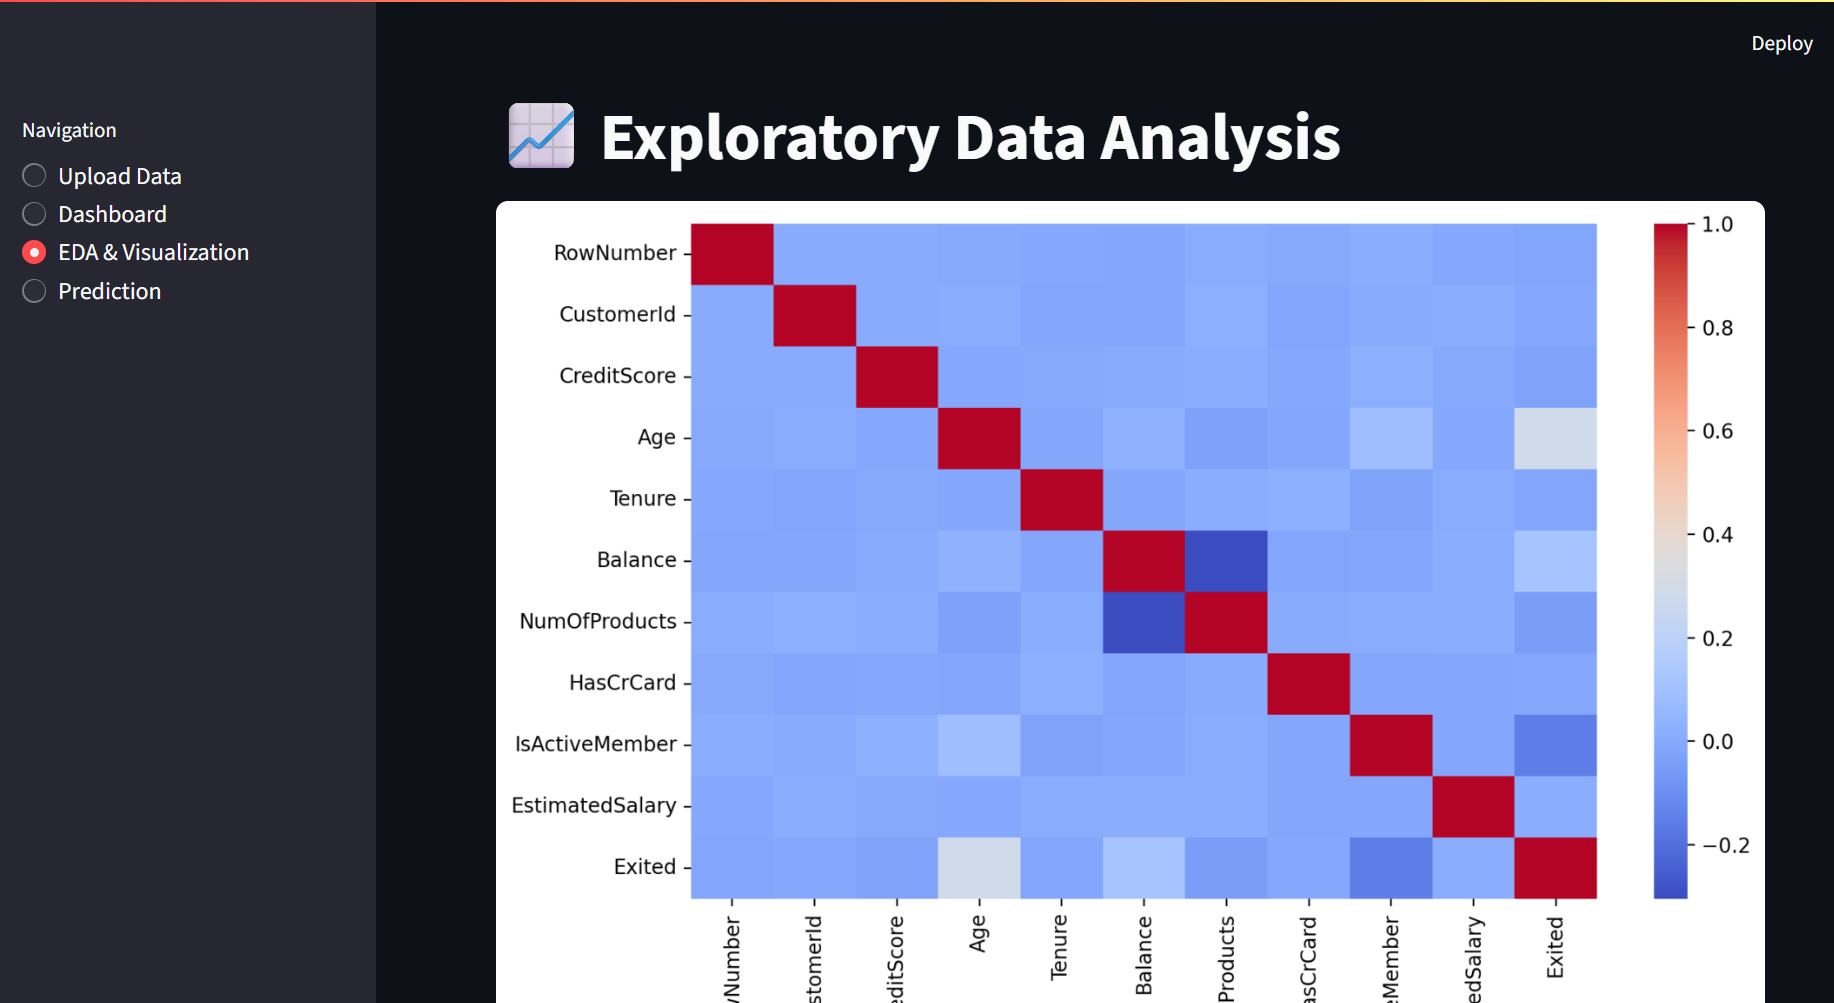 Deploy
Navigation
Upload Data
Dashboard
EDA & Visualization
Prediction
Exploratory Data Analysis
RowNumber
CustomerId
CreditScore
Age
Tenure
Balance
NumOfProducts
HasCrCard
IsActiveMember
EstimatedSalary
Exited
1.0
0.8
0.6
0.4
0.2
0.0
−0.2
Number
stomerId
editScore
Age
Tenure
Balance
Products
asCrCard
eMember
edSalary
Exited